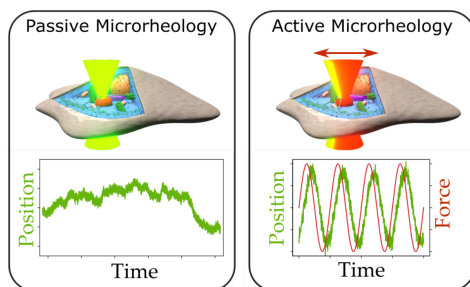 Passive Microrheology
Position
Time
Active Microrheology
Position
Force
Time